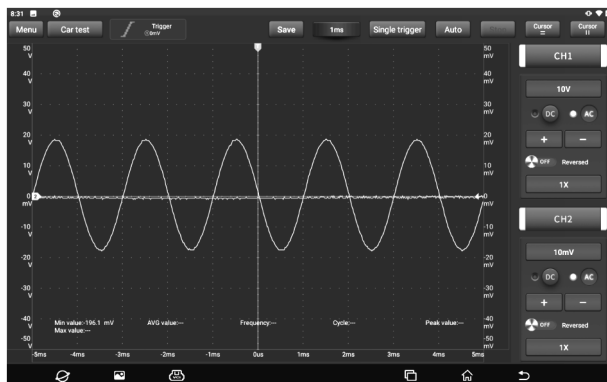 8:31
Menu Car test Trigger 0mV Save 1ms Single trigger Auto Cursor Cursor
50 V 50 mV
40 V 40 mV
30 V 30 mV
20 V 20 mV
10 V 10 mV
0 mV 0 mV
-10 V -10 mV
-20 V -20 mV
-30 V -30 mV
-40 V -40 mV
-50 V -50 mV
Min value:-196.1 mV AVG value:--- Frequency:--- Cycle:--- Peak value:---
Max value:---
-5ms -4ms -3ms -2ms -1ms 0us 1ms 2ms 3ms 4ms 5ms
CH1
10V
DC AC
+ −
OFF Reversed
1X
CH2
10mV
DC AC
+ −
OFF Reversed
1X